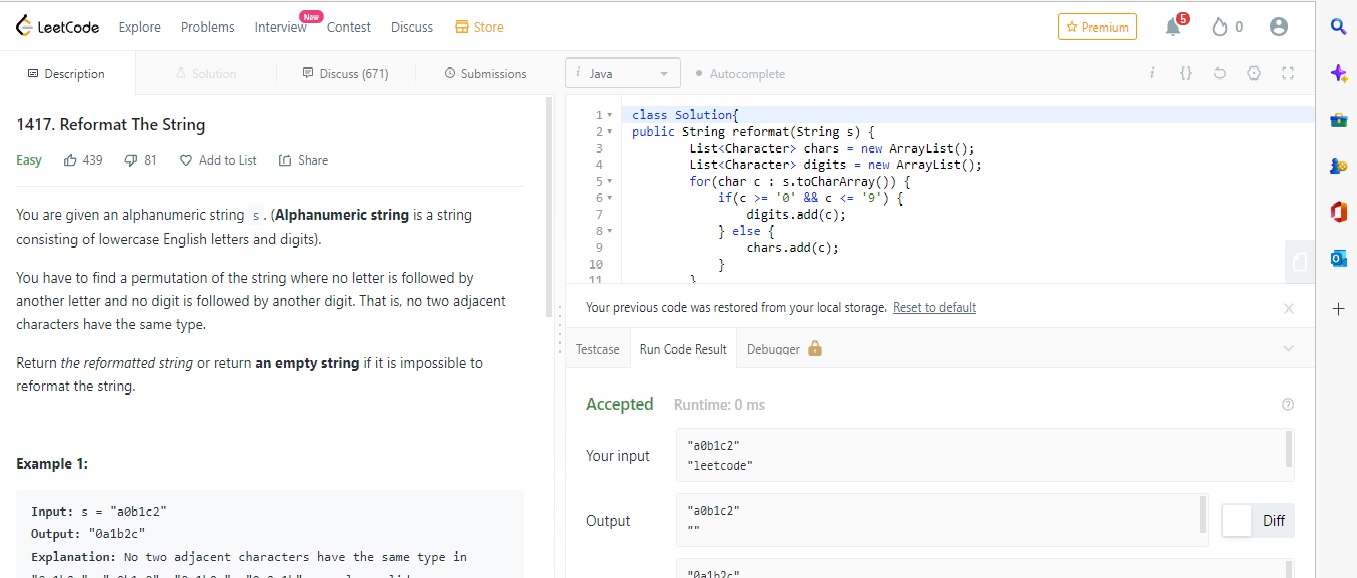 LeetCode Explore Problems Interview New Contest Discuss Store Premium 5 0
Description Solution Discuss (671) Submissions
i Java Autocomplete i {}
1417. Reformat The String
Easy 439 81 Add to List Share
You are given an alphanumeric string s. (Alphanumeric string is a string
consisting of lowercase English letters and digits).
You have to find a permutation of the string where no letter is followed by
another letter and no digit is followed by another digit. That is, no two adjacent
characters have the same type.
Return the reformatted string or return an empty string if it is impossible to
reformat the string.
Example 1:
Input: s = "a0b1c2"
Output: "0a1b2c"
Explanation: No two adjacent characters have the same type in
1 class Solution{
2 public String reformat(String s) {
3 List<Character> chars = new ArrayList();
4 List<Character> digits = new ArrayList();
5 for(char c : s.toCharArray()) {
6 if(c >= '0' && c <= '9') {
7 digits.add(c);
8 } else {
9 chars.add(c);
10 }
11 }
Your previous code was restored from your local storage. Reset to default
Testcase Run Code Result Debugger
Accepted Runtime: 0 ms
Your input
"a0b1c2"
"leetcode"
Output
"a0b1c2"
""
Diff
"0a1b2c"